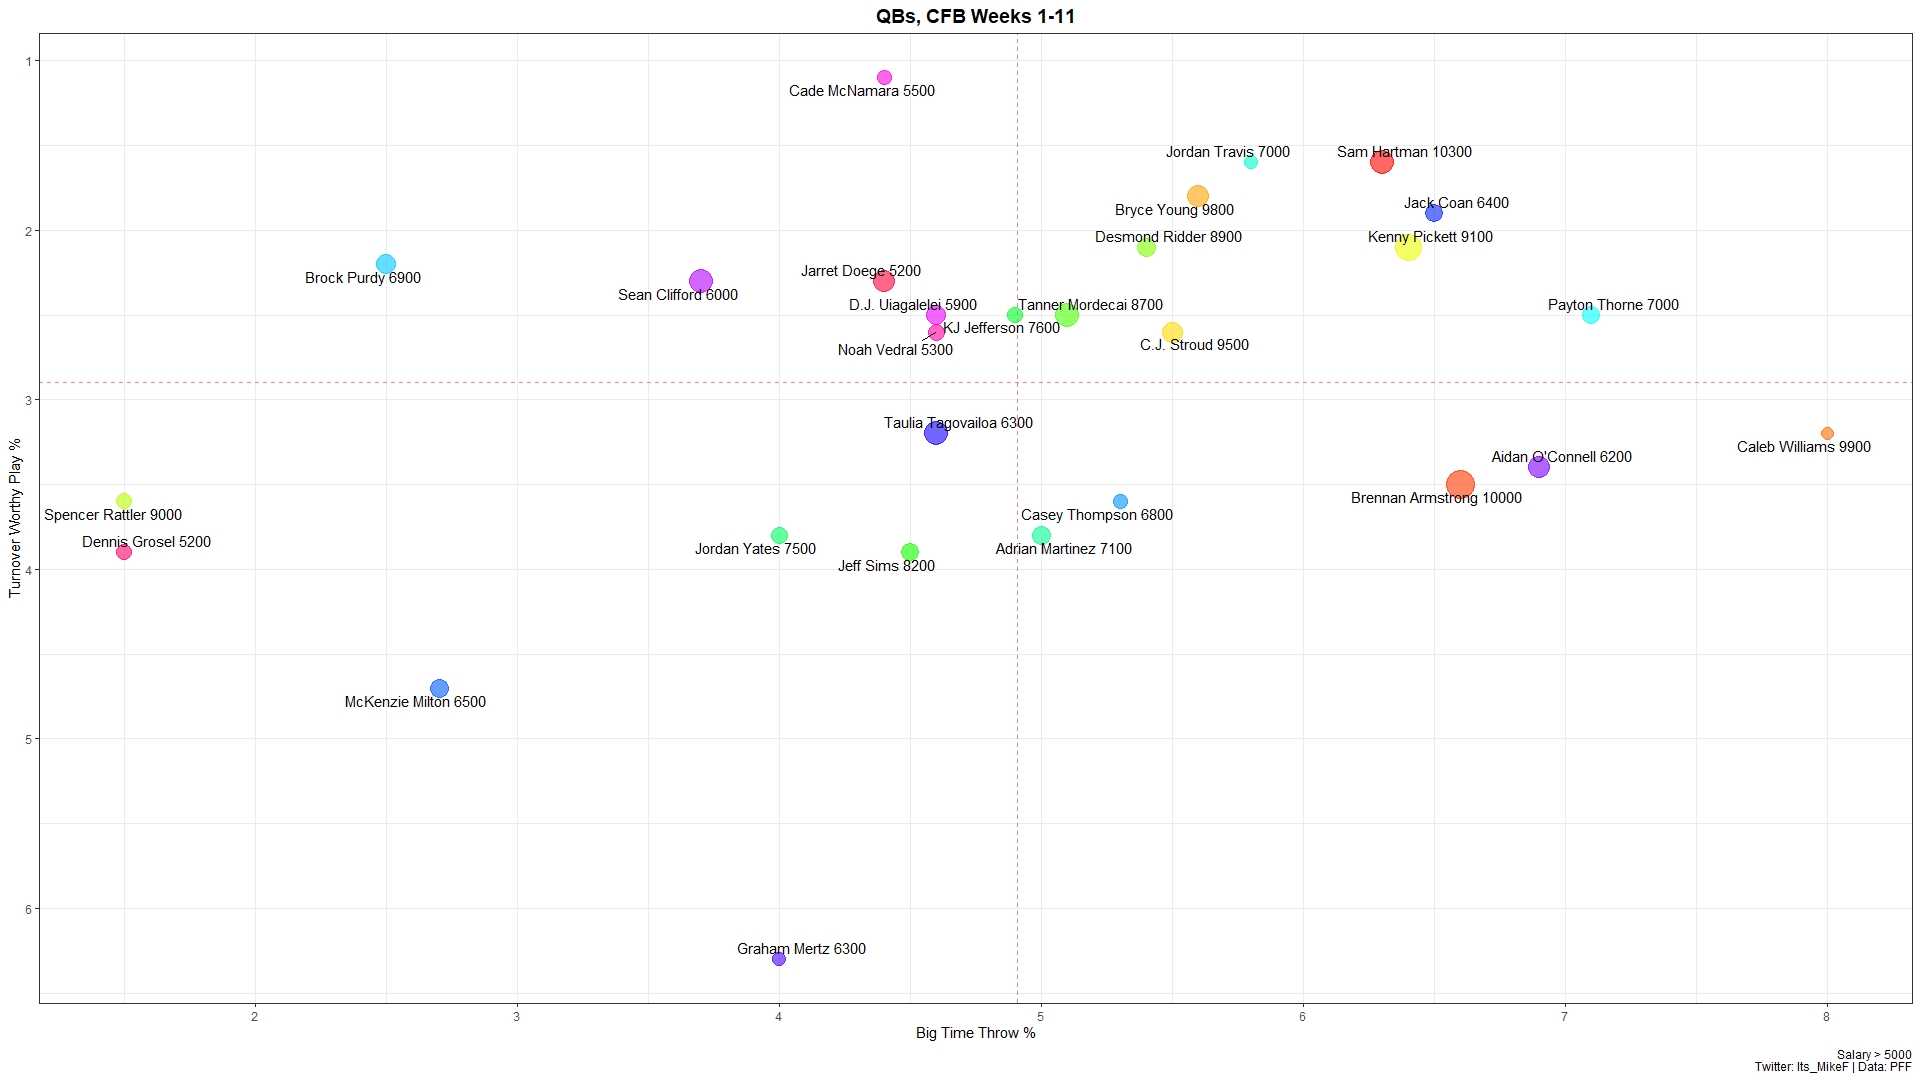 QBs, CFB Weeks 1-11
1
Cade McNamara 5500
Jordan Travis 7000
Sam Hartman 10300
Jack Coan 6400
Bryce Young 9800
2
Desmond Ridder 8900
Kenny Pickett 9100
Jarret Doege 5200
Brock Purdy 6900
Sean Clifford 6000
D.J. Uiagalelei 5900
Tanner Mordecai 8700
Payton Thorne 7000
KJ Jefferson 7600
C.J. Stroud 9500
Noah Vedral 5300
3
Taulia Tagovailoa 6300
Caleb Williams 9900
Aidan O'Connell 6200
Brennan Armstrong 10000
Spencer Rattler 9000
Casey Thompson 6800
Dennis Grosel 5200
Jordan Yates 7500
Adrian Martinez 7100
Jeff Sims 8200
4
McKenzie Milton 6500
5
6
Graham Mertz 6300
Turnover Worthy Play %
2 3 4 5 6 7 8
Big Time Throw %
Salary > 5000
Twitter: Its_MikeF | Data: PFF